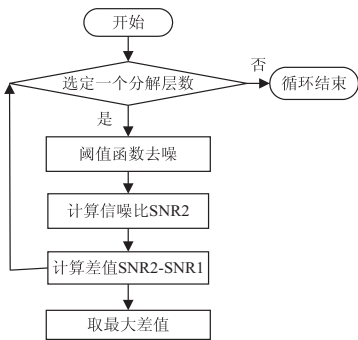 开始
选定一个分解层数
否
循环结束
是
阈值函数去噪
计算信噪比SNR2
计算差值SNR2-SNR1
取最大差值